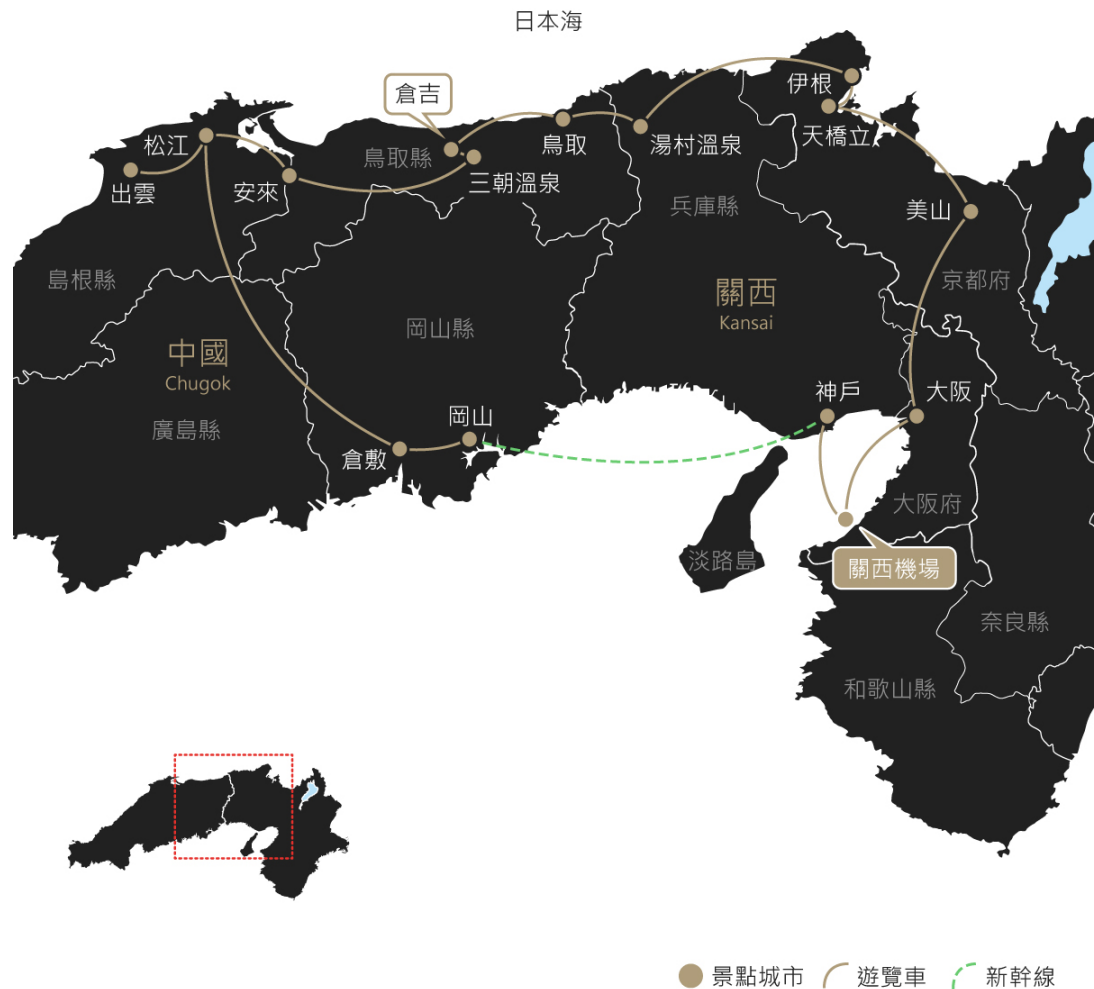 日本海
伊根
倉吉
天橋立
松江
鳥取
湯村溫泉
鳥取縣
出雲
安來
三朝溫泉
兵庫縣
美山
島根縣
京都府
關西
Kansai
岡山縣
中國
Chugok
廣島縣
岡山
神戶
大阪
倉敷
大阪府
淡路島
關西機場
奈良縣
和歌山縣
景點城市
遊覽車
新幹線